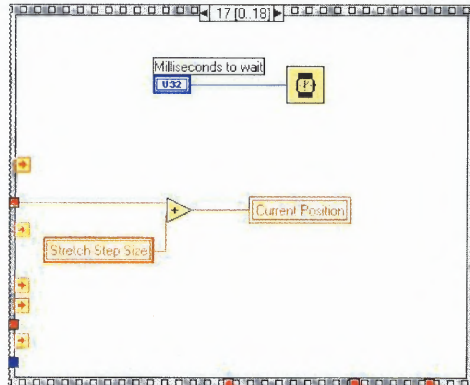 17 [0..18]
Milliseconds to wait
U32
Current Position
Stretch Step Size